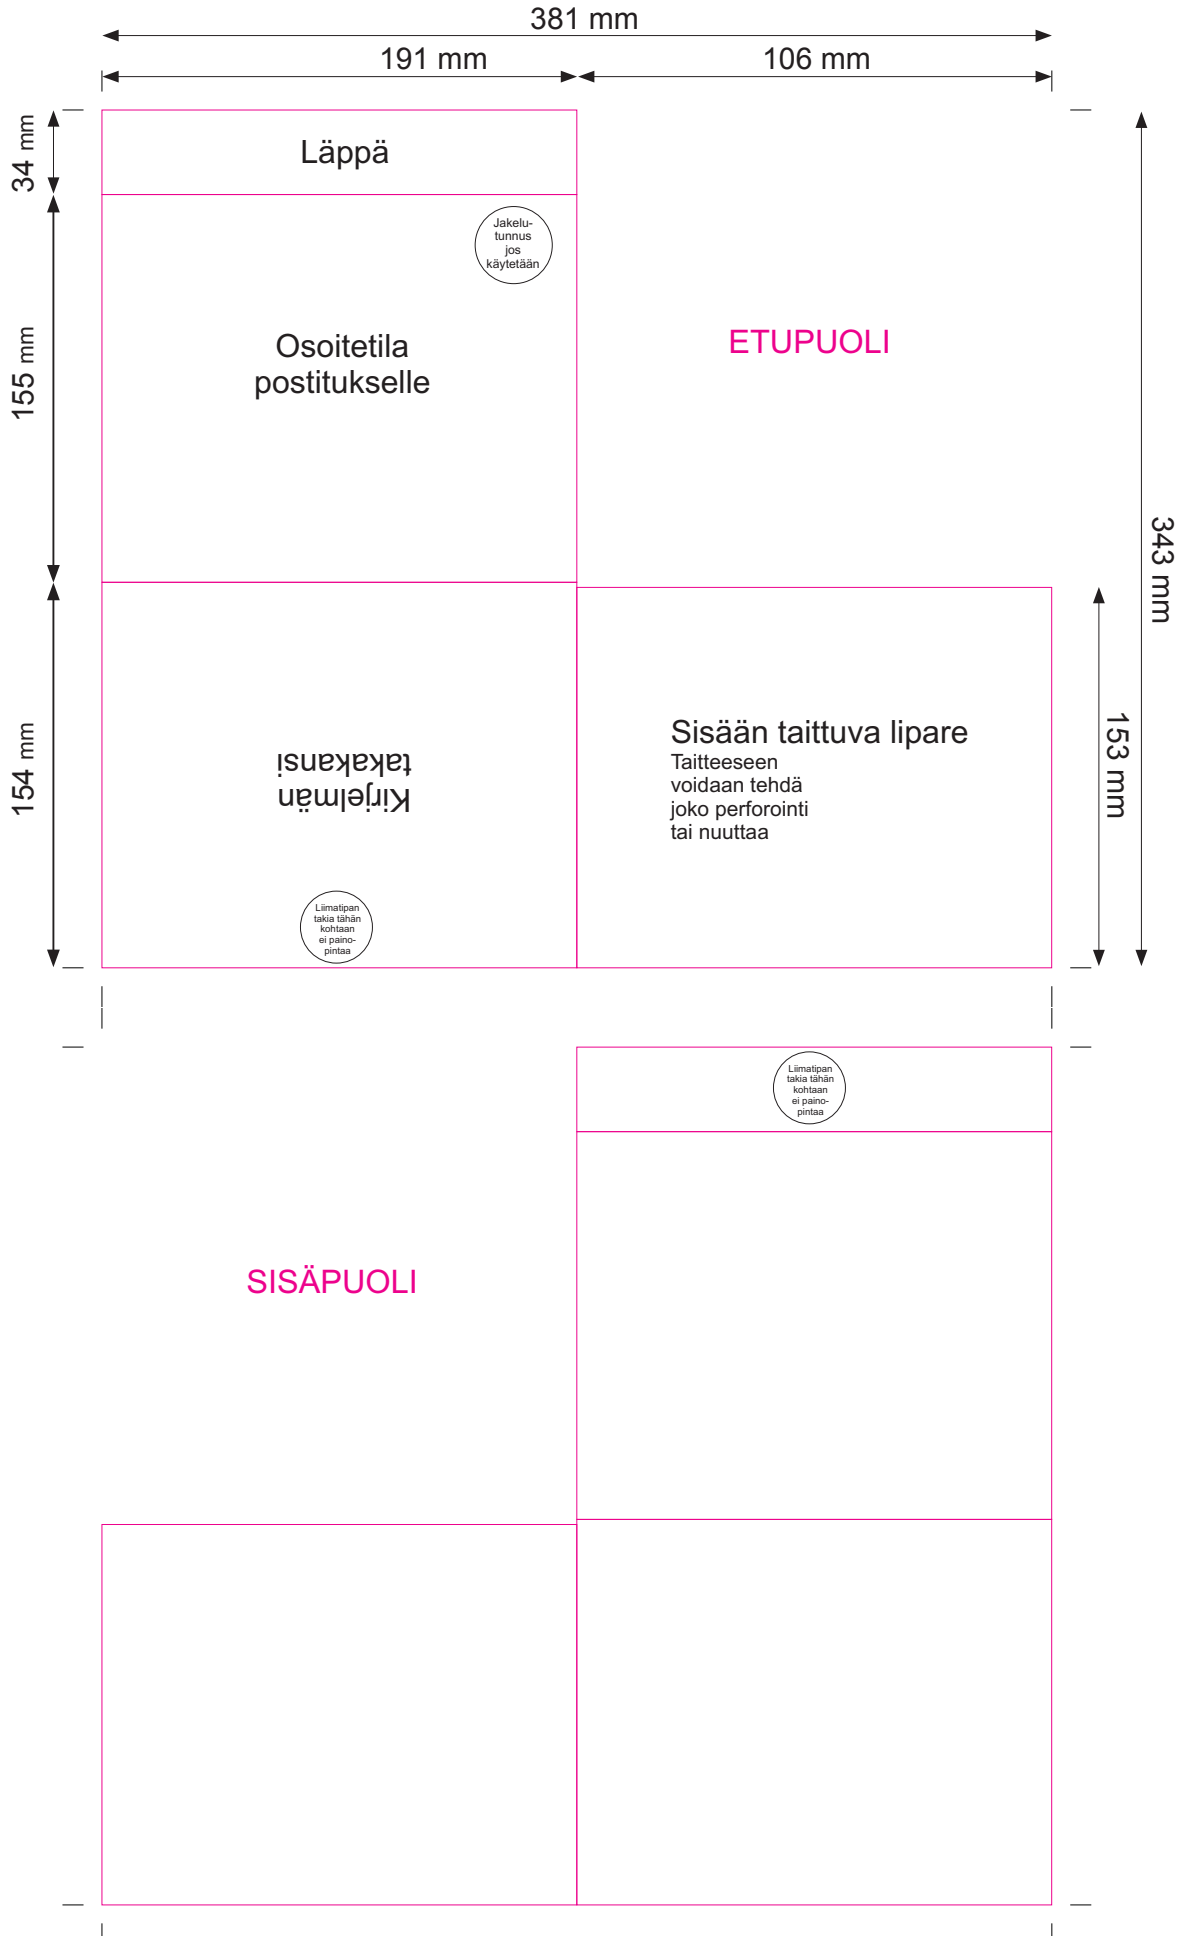 381 mm
191 mm
106 mm
34 mm
Läppä
Jakelu-
tunnus
jos
käytetään
155 mm
Osoitetila
postitukselle
ETUPUOLI
343 mm
154 mm
Kirjelmän
takakansi
Sisään taittuva lipare
Taitteeseen
voidaan tehdä
joko perforointi
tai nuuttaa
153 mm
Liimatipan
takia tähän
kohtaan
ei paino-
pintaa
Liimatipan
takia tähän
kohtaan
ei paino-
pintaa
SISÄPUOLI